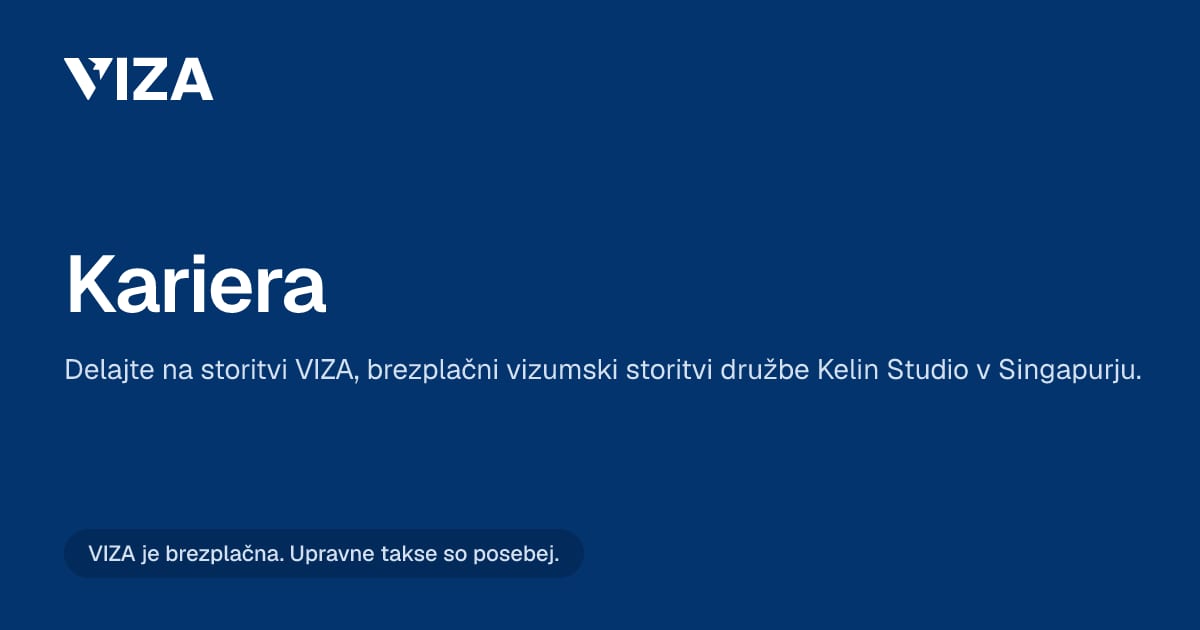 VIZA
Kariera
Delajte na storitvi VIZA, brezplačni vizumski storitvi družbe Kelin Studio v Singapurju.
VIZA je brezplačna. Upravne takse so posebej.